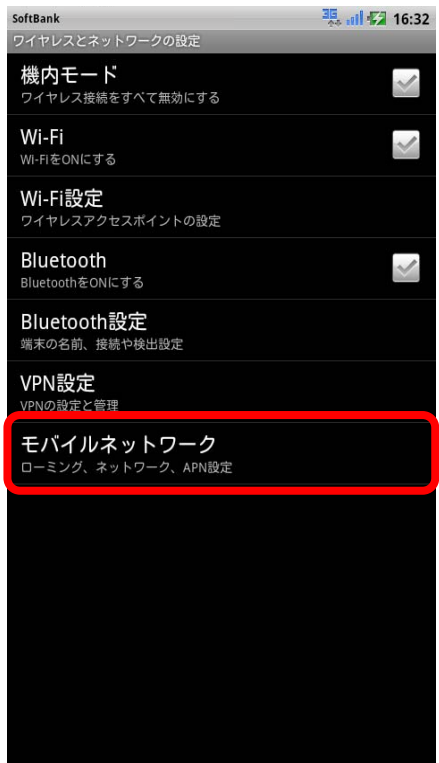 SoftBank 3G 16:32
ワイヤレスとネットワークの設定
機内モード
ワイヤレス接続をすべて無効にする
Wi-Fi
Wi-FiをONにする
Wi-Fi設定
ワイヤレスアクセスポイントの設定
Bluetooth
BluetoothをONにする
Bluetooth設定
端末の名前、接続や検出設定
VPN設定
VPNの設定と管理
モバイルネットワーク
ローミング、ネットワーク、APN設定